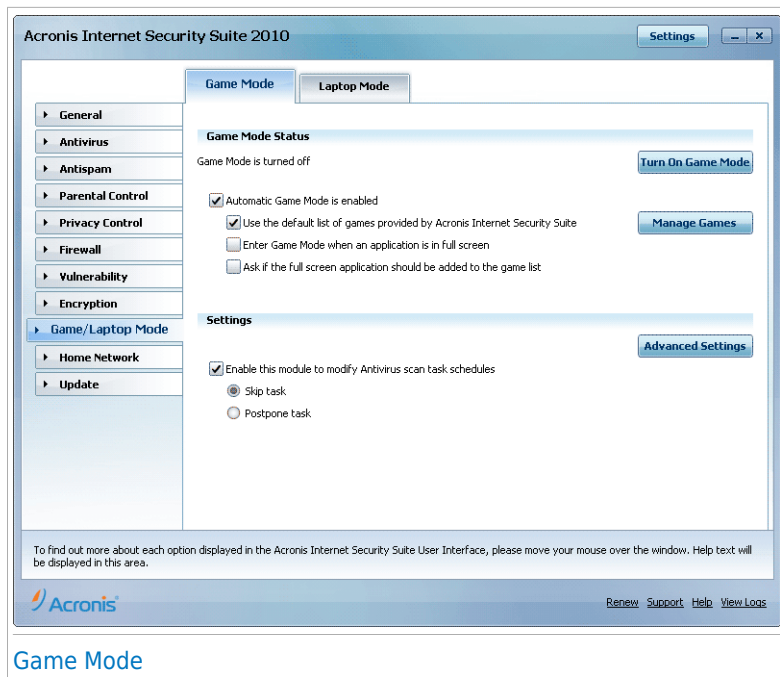 Acronis Internet Security Suite 2010
Settings
Game Mode
Laptop Mode
General
Antivirus
Antispam
Parental Control
Privacy Control
Firewall
Vulnerability
Encryption
Game/Laptop Mode
Home Network
Update
Game Mode Status
Game Mode is turned off
Turn On Game Mode
Automatic Game Mode is enabled
Use the default list of games provided by Acronis Internet Security Suite
Manage Games
Enter Game Mode when an application is in full screen
Ask if the full screen application should be added to the game list
Settings
Advanced Settings
Enable this module to modify Antivirus scan task schedules
Skip task
Postpone task
To find out more about each option displayed in the Acronis Internet Security Suite User Interface, please move your mouse over the window. Help text will
be displayed in this area.
Acronis
Renew Support Help View Logs
Game Mode